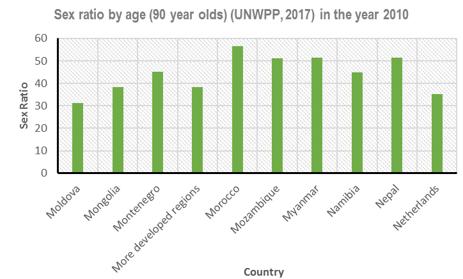 Sex ratio by age (90 year olds) (UNWPP, 2017) in the year 2010
60
50
40
30
20
10
0
Sex Ratio
Moldova
Mongolia
Montenegro
More developed regions
Morocco
Mozambique
Myanmar
Namibia
Nepal
Netherlands
Country